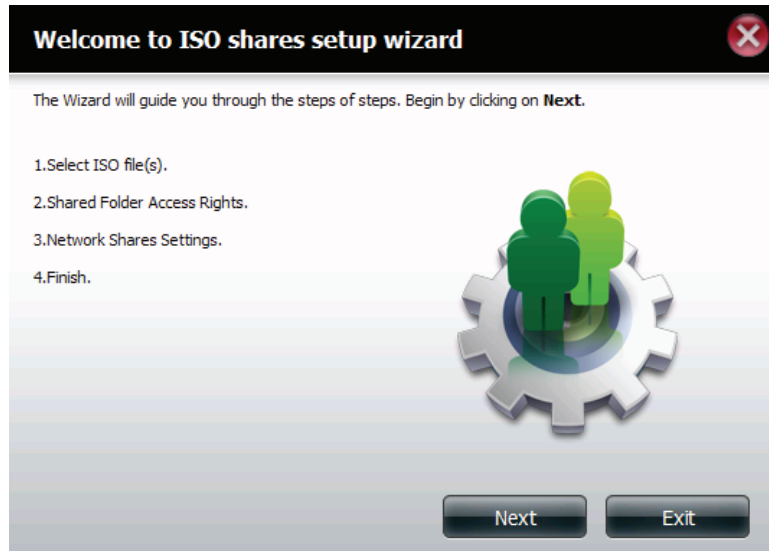 Welcome to ISO shares setup wizard
The Wizard will guide you through the steps of steps. Begin by clicking on Next.
1.Select ISO file(s).
2.Shared Folder Access Rights.
3.Network Shares Settings.
4.Finish.
Next
Exit